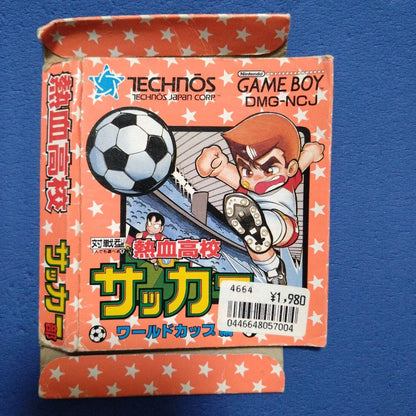 熱血高校
サッカー部
TECHNŌS
TECHNŌS JAPAN CORP.
Nintendo
GAME BOY
DMG-NCJ
対戦型
熱血高校
サッカー
ワールドカップ
4664
¥1,980
0446648057004